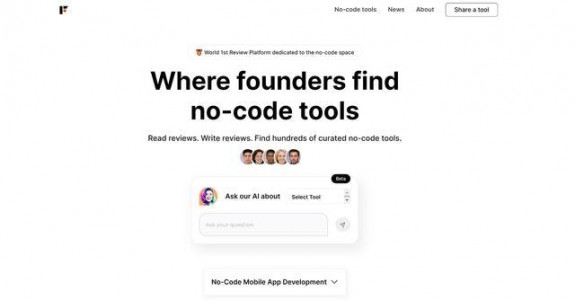 No-code tools News About Share a tool
World 1st Review Platform dedicated to the no-code space
Where founders find
no-code tools
Read reviews. Write reviews. Find hundreds of curated no-code tools.
Beta
Ask our AI about Select Tool
Ask your question
No-Code Mobile App Development